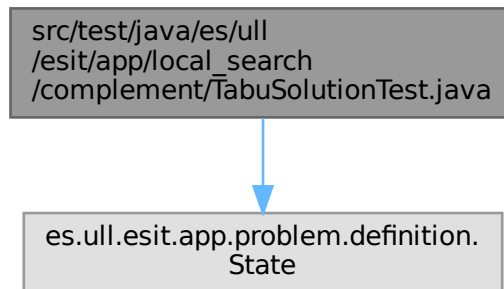 src/test/java/es/ull
/esit/app/local_search
/complement/TabuSolutionTest.java
es.ull.esit.app.problem.definition.
State